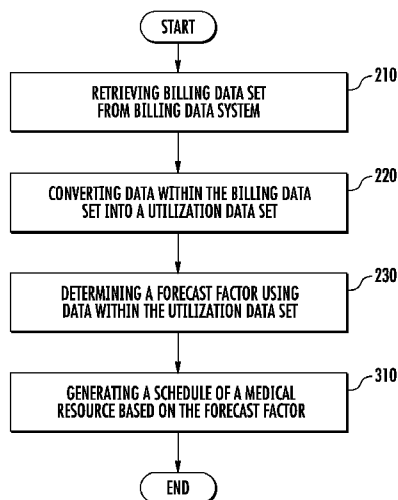 START
210
RETRIEVING BILLING DATA SET
FROM BILLING DATA SYSTEM
220
CONVERTING DATA WITHIN THE BILLING DATA
SET INTO A UTILIZATION DATA SET
230
DETERMINING A FORECAST FACTOR USING
DATA WITHIN THE UTILIZATION DATA SET
310
GENERATING A SCHEDULE OF A MEDICAL
RESOURCE BASED ON THE FORECAST FACTOR
END